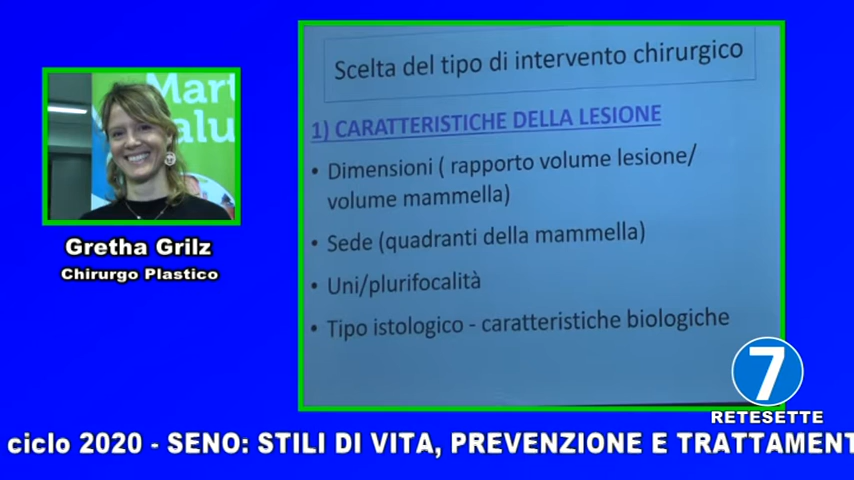 Mart
alu
Gretha Grilz
Chirurgo Plastico
Scelta del tipo di intervento chirurgico
1) CARATTERISTICHE DELLA LESIONE
• Dimensioni ( rapporto volume lesione/
volume mammella)
• Sede (quadranti della mammella)
• Uni/plurifocalità
• Tipo istologico - caratteristiche biologiche
7
RETESETTE
ciclo 2020 - SENO: STILI DI VITA, PREVENZIONE E TRATTAMENT